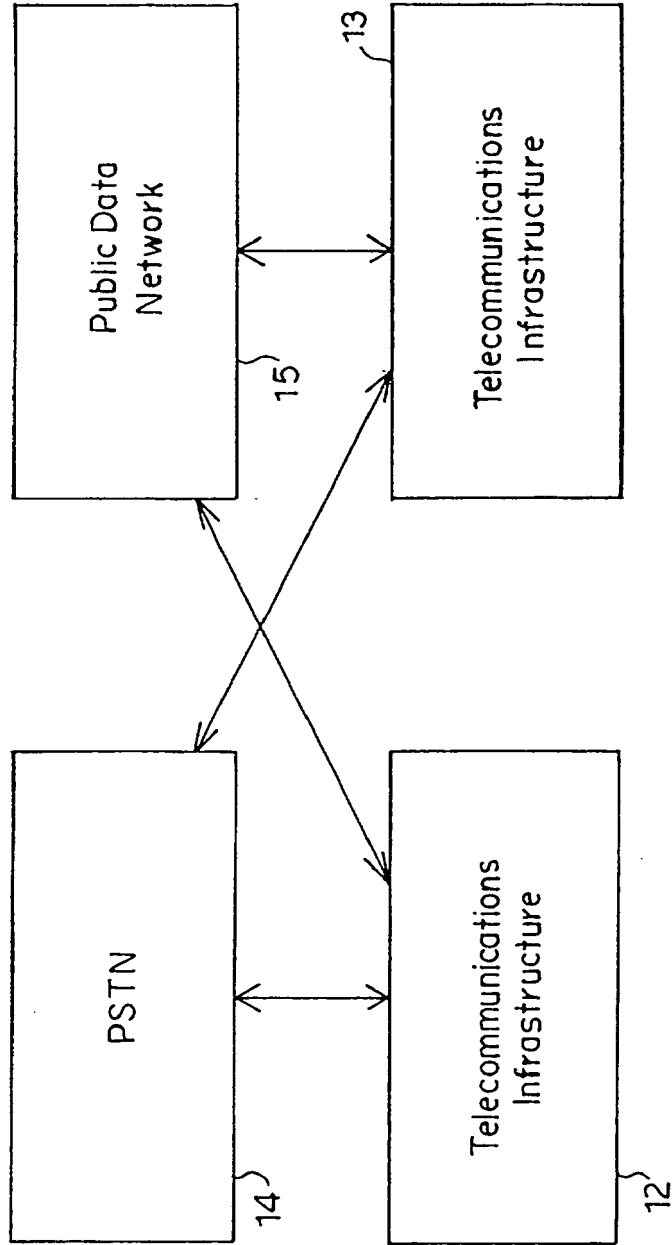 PSTN
14
Public Data
Network
15
Telecommunications
Infrastructure
12
Telecommunications
Infrastructure
13